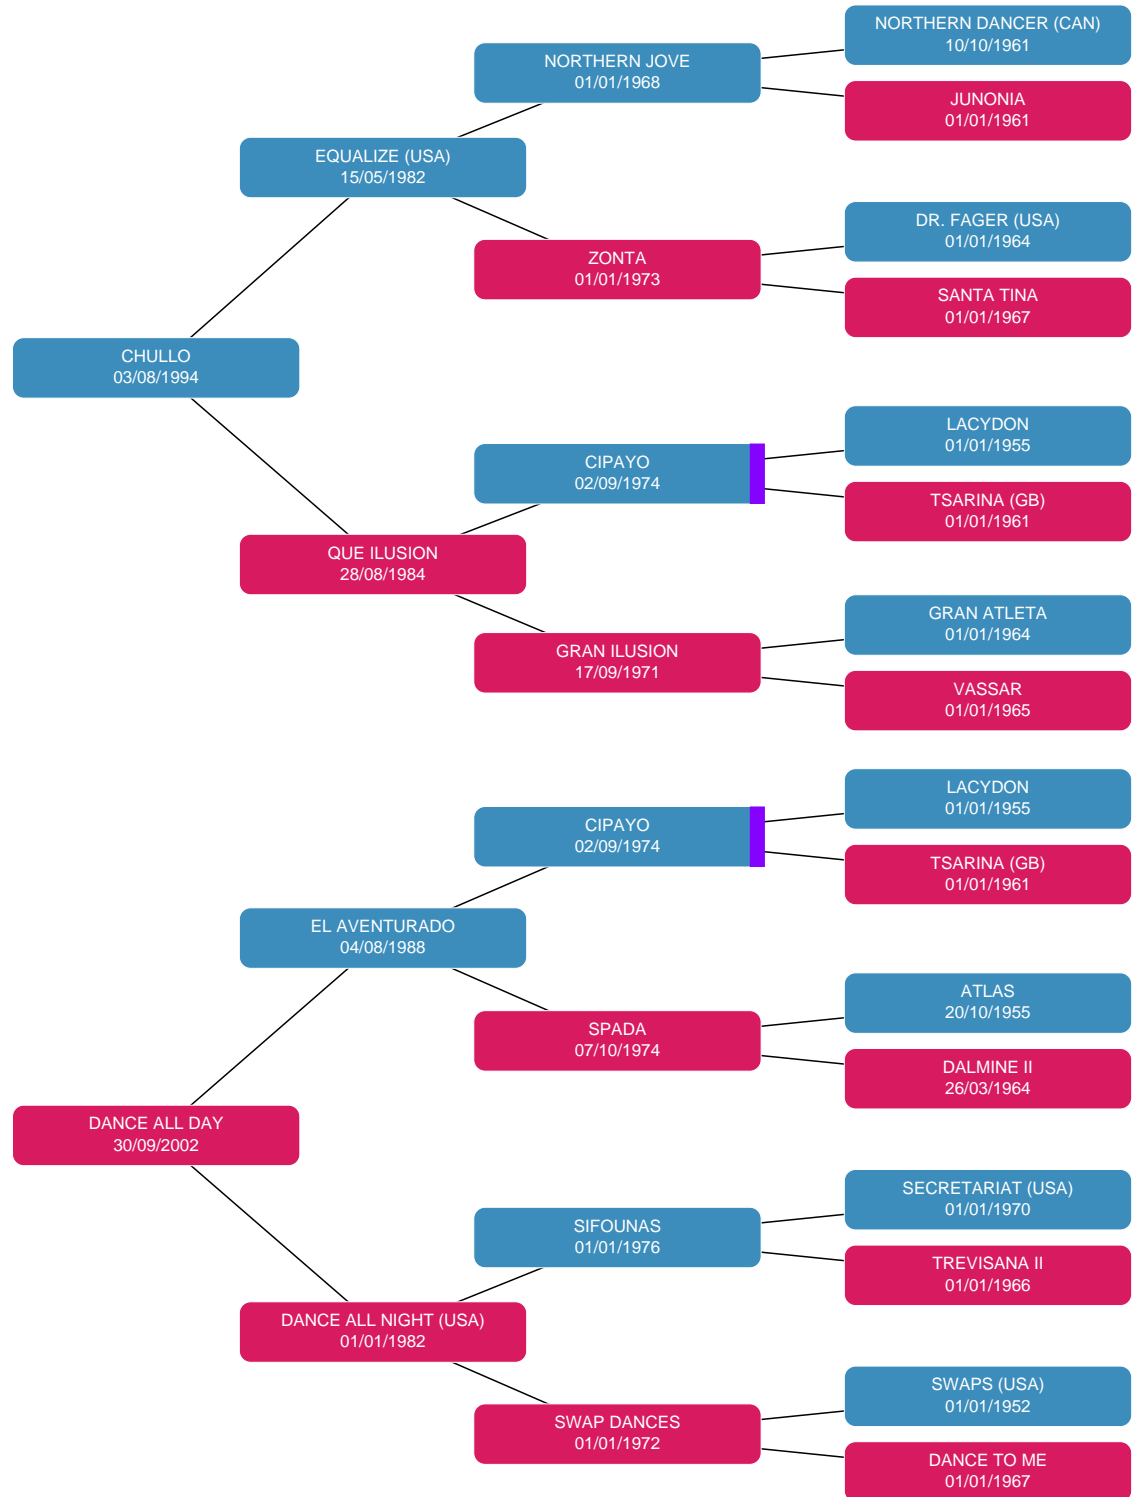 NORTHERN DANCER (CAN)
10/10/1961
NORTHERN JOVE
01/01/1968
JUNONIA
01/01/1961
EQUALIZE (USA)
15/05/1982
DR. FAGER (USA)
01/01/1964
ZONTA
01/01/1973
SANTA TINA
01/01/1967
CHULLO
03/08/1994
LACYDON
01/01/1955
CIPAYO
02/09/1974
TSARINA (GB)
01/01/1961
QUE ILUSION
28/08/1984
GRAN ATLETA
01/01/1964
GRAN ILUSION
17/09/1971
VASSAR
01/01/1965
LACYDON
01/01/1955
CIPAYO
02/09/1974
TSARINA (GB)
01/01/1961
EL AVENTURADO
04/08/1988
ATLAS
20/10/1955
SPADA
07/10/1974
DALMINE II
26/03/1964
DANCE ALL DAY
30/09/2002
SECRETARIAT (USA)
01/01/1970
SIFOUNAS
01/01/1976
TREVISANA II
01/01/1966
DANCE ALL NIGHT (USA)
01/01/1982
SWAPS (USA)
01/01/1952
SWAP DANCES
01/01/1972
DANCE TO ME
01/01/1967